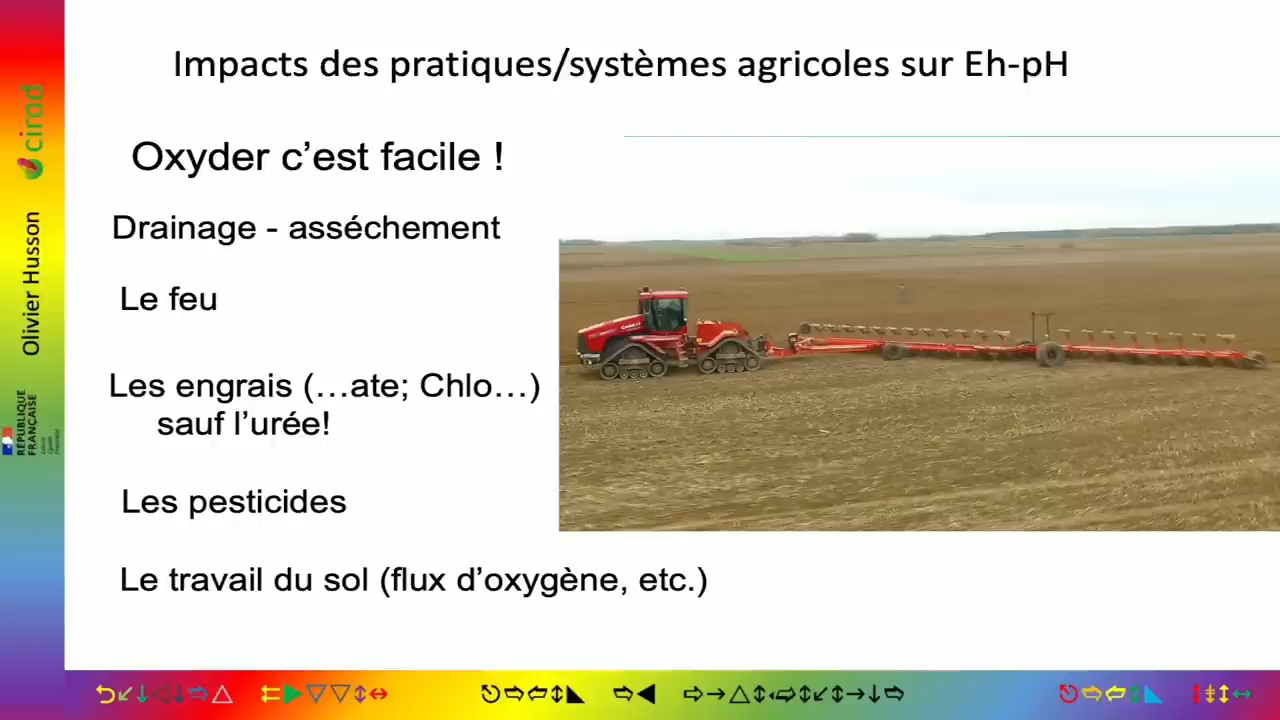 Impacts des pratiques/systèmes agricoles sur Eh-pH
Oxyder c'est facile !
Drainage - asséchement
Le feu
Les engrais (…ate; Chlo…)
sauf l'urée!
Les pesticides
Le travail du sol (flux d'oxygène, etc.)
cirad
Olivier Husson
RÉPUBLIQUE
FRANÇAISE